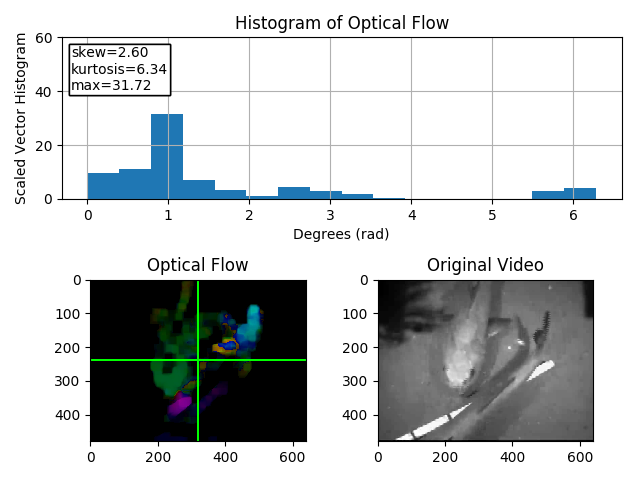 Histogram of Optical Flow
60
40
20
0
Scaled Vector Histogram
skew=2.60
kurtosis=6.34
max=31.72
0 1 2 3 4 5 6
Degrees (rad)
Optical Flow
0
100
200
300
400
0 200 400 600
Original Video
0
100
200
300
400
0 200 400 600